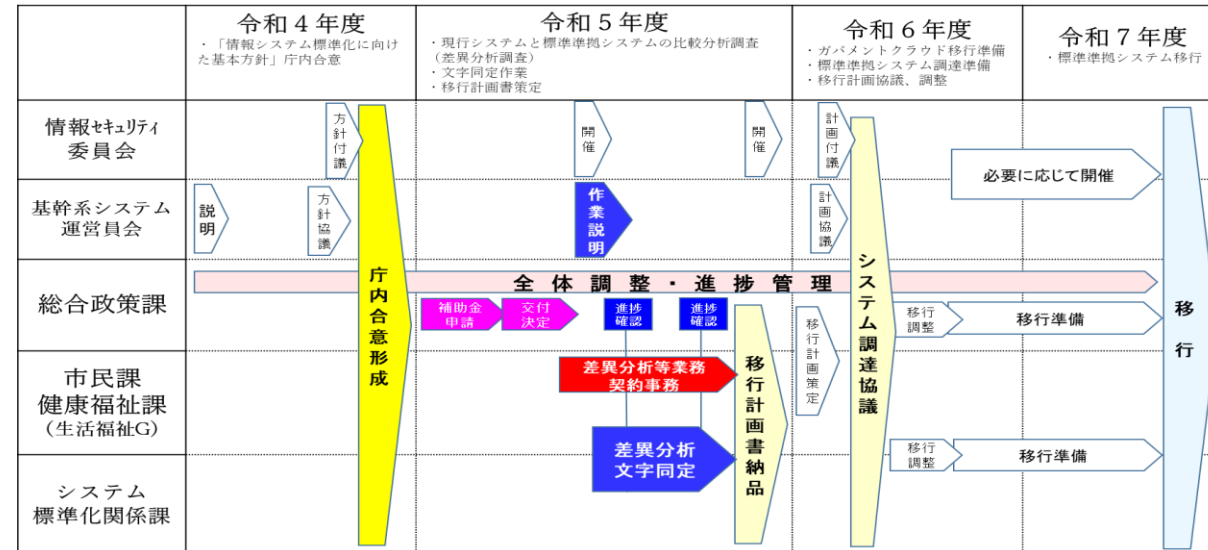 令和４年度
・「情報システム標準化に向け
た基本方針」庁内合意
令和５年度
・現行システムと標準準拠システムの比較分析調査
（差異分析調査）
・文字同定作業
・移行計画書策定
令和６年度
・ガバメントクラウド移行準備
・標準準拠システム調達準備
・移行計画協議、調整
令和７年度
・標準準拠システム移行
情報ｾｷｭﾘﾃｨ
委員会
方針付議
開催
開催
計画付議
必要に応じて開催
基幹系システム
運営員会
説明
方針協議
作業説明
計画協議
総合政策課
全体調整・進捗管理
補助金
申請
交付
決定
進捗
確認
進捗
確認
移行計画策定
移行
調整
移行準備
庁内合意形成
システム調達協議
移行
市民課
健康福祉課
（生活福祉G）
差異分析等業務
契約事務
移行計画書納品
差異分析
文字同定
移行
調整
移行準備
システム
標準化関係課